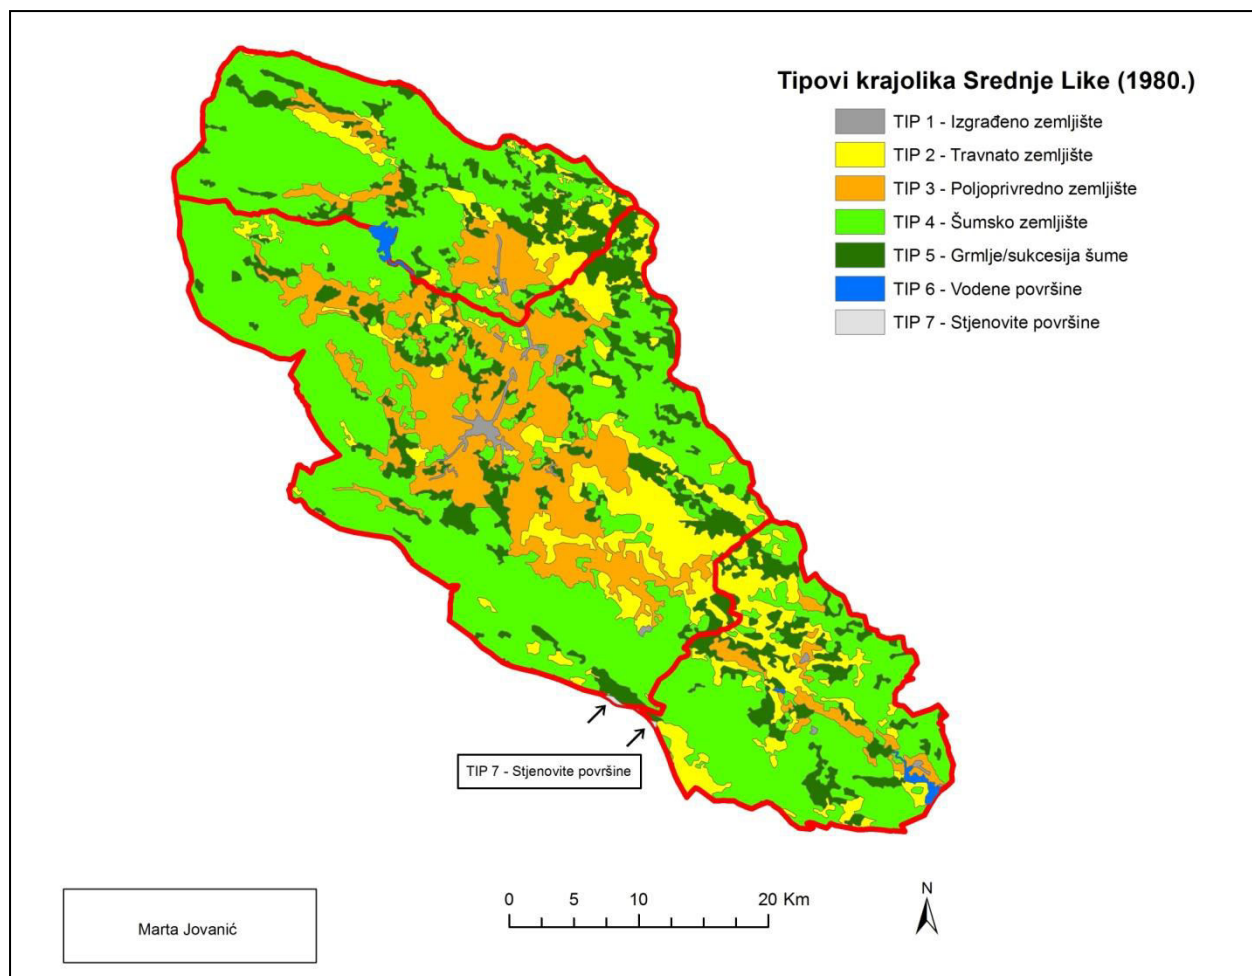 Tipovi krajolika Srednje Like (1980.)
TIP 1 - Izgrađeno zemljište
TIP 2 - Travnato zemljište
TIP 3 - Poljoprivredno zemljište
TIP 4 - Šumsko zemljište
TIP 5 - Grmlje/sukcesija šume
TIP 6 - Vodene površine
TIP 7 - Stjenovite površine
TIP 7 - Stjenovite površine
Marta Jovanić
0 5 10 20 Km
N